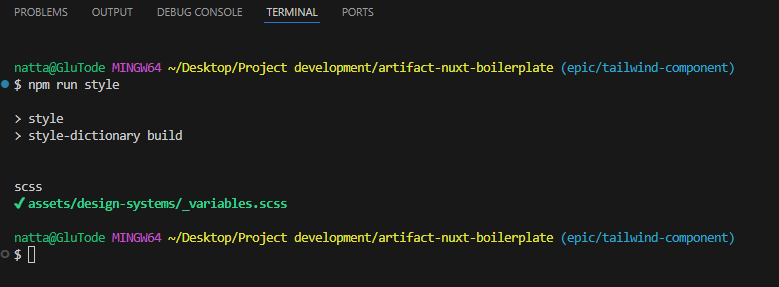 PROBLEMS OUTPUT DEBUG CONSOLE TERMINAL PORTS
natta@GluTode MINGW64 ~/Desktop/Project development/artifact-nuxt-boilerplate (epic/tailwind-component)
$ npm run style
> style
> style-dictionary build
scss
✔ assets/design-systems/_variables.scss
natta@GluTode MINGW64 ~/Desktop/Project development/artifact-nuxt-boilerplate (epic/tailwind-component)
$